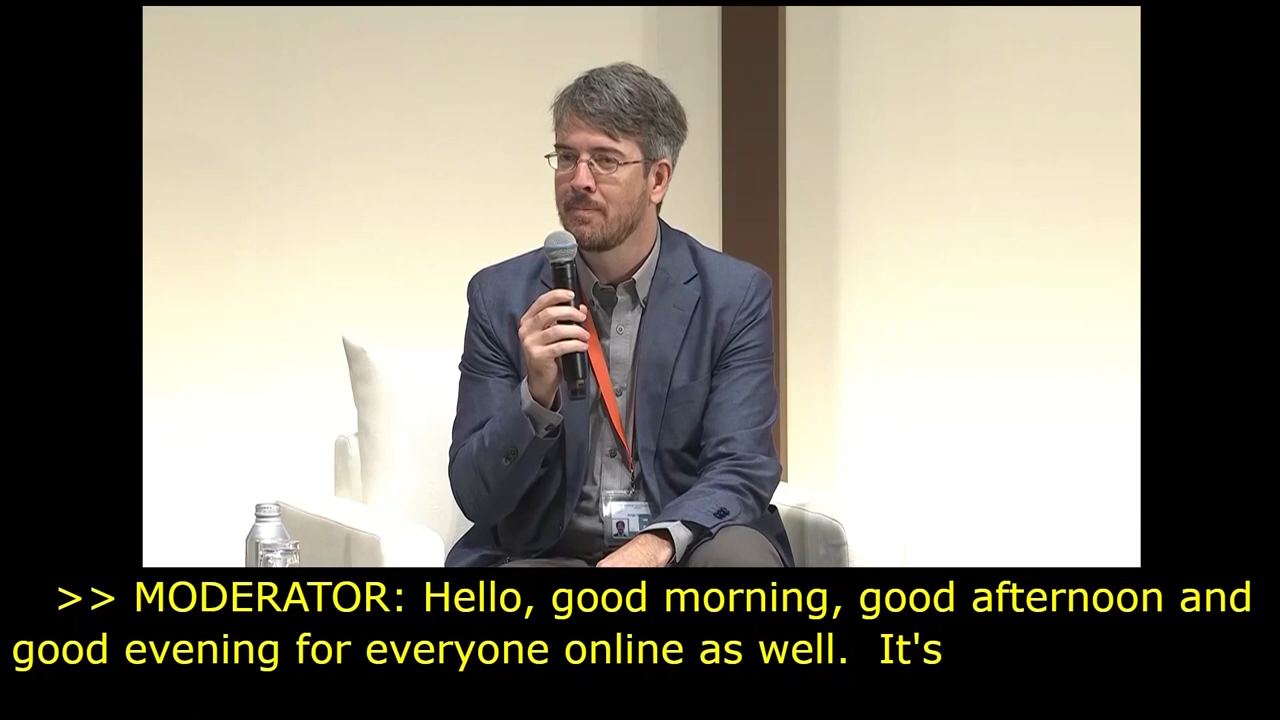 >> MODERATOR: Hello, good morning, good afternoon and
good evening for everyone online as well.  It's